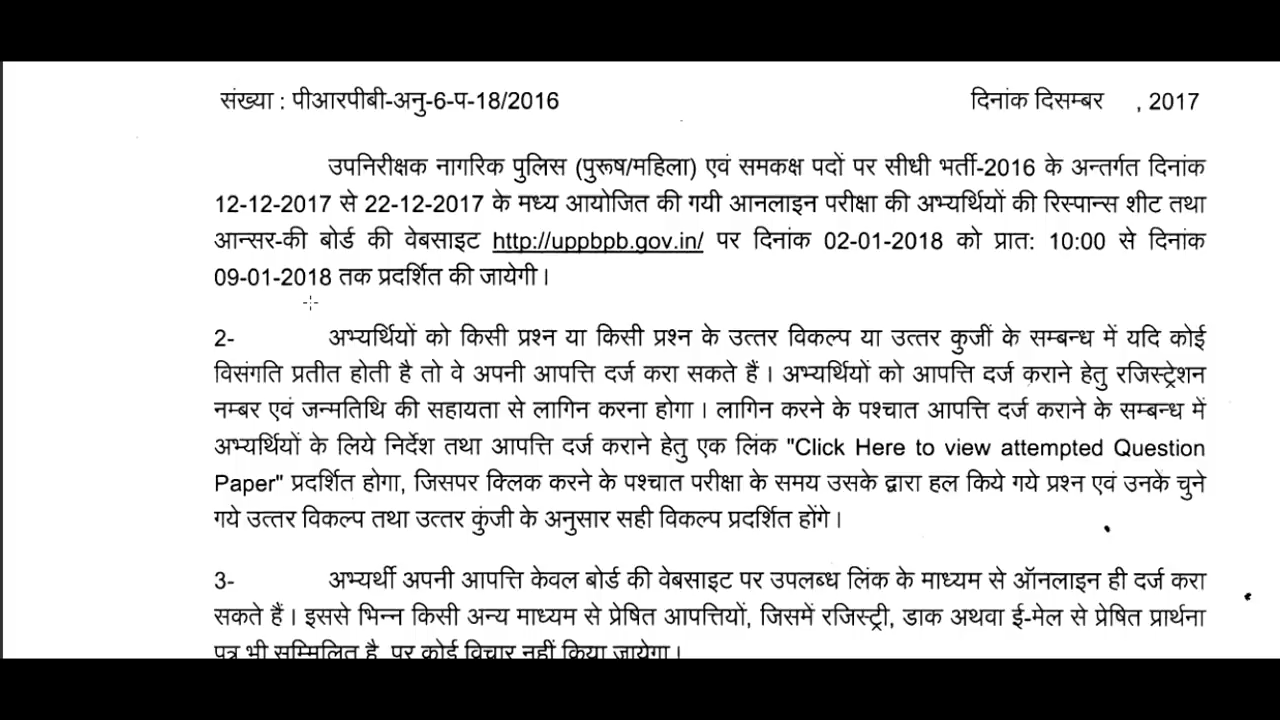 संख्या : पीआरपीबी-अनु-6-प-18/2016 दिनांक दिसम्बर , 2017
उपनिरीक्षक नागरिक पुलिस (पुरूष/महिला) एवं समकक्ष पदों पर सीधी भर्ती-2016 के अन्तर्गत दिनांक
12-12-2017 से 22-12-2017 के मध्य आयोजित की गयी आनलाइन परीक्षा की अभ्यर्थियों की रिस्पान्स शीट तथा
आन्सर-की बोर्ड की वेबसाइट http://uppbpb.gov.in/ पर दिनांक 02-01-2018 को प्रात: 10:00 से दिनांक
09-01-2018 तक प्रदर्शित की जायेगी ।
2- अभ्यर्थियों को किसी प्रश्न या किसी प्रश्न के उत्तर विकल्प या उत्तर कुजीं के सम्बन्ध में यदि कोई
विसंगति प्रतीत होती है तो वे अपनी आपत्ति दर्ज करा सकते हैं । अभ्यर्थियों को आपत्ति दर्ज कराने हेतु रजिस्ट्रेशन
नम्बर एवं जन्मतिथि की सहायता से लागिन करना होगा । लागिन करने के पश्चात आपत्ति दर्ज कराने के सम्बन्ध में
अभ्यर्थियों के लिये निर्देश तथा आपत्ति दर्ज कराने हेतु एक लिंक "Click Here to view attempted Question
Paper" प्रदर्शित होगा, जिसपर क्लिक करने के पश्चात परीक्षा के समय उसके द्वारा हल किये गये प्रश्न एवं उनके चुने
गये उत्तर विकल्प तथा उत्तर कुंजी के अनुसार सही विकल्प प्रदर्शित होंगे ।
3- अभ्यर्थी अपनी आपत्ति केवल बोर्ड की वेबसाइट पर उपलब्ध लिंक के माध्यम से ऑनलाइन ही दर्ज करा
सकते हैं । इससे भिन्न किसी अन्य माध्यम से प्रेषित आपत्तियों, जिसमें रजिस्ट्री, डाक अथवा ई-मेल से प्रेषित प्रार्थना
पत्र भी सम्मिलित है, पर कोई विचार नहीं किया जायेगा ।